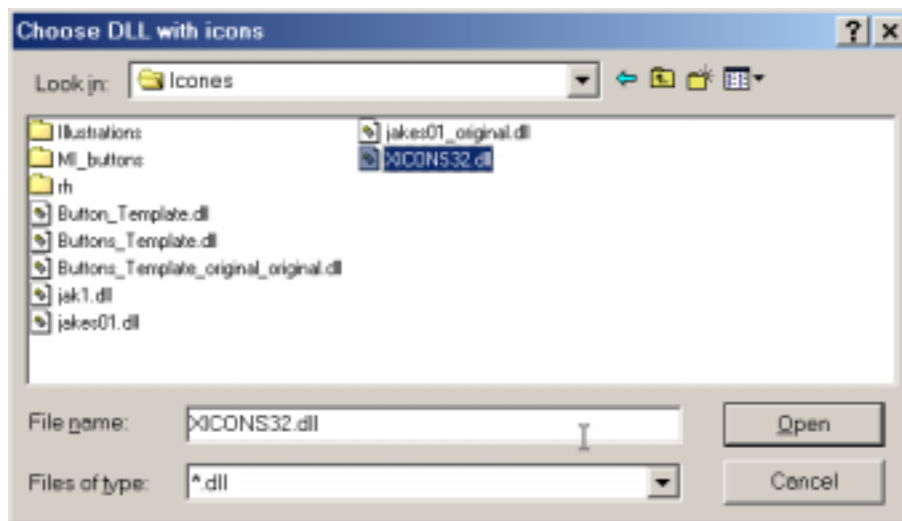 Choose DLL with icons
Look in: Icones
Illustrations
MI_buttons
rh
Button_Template.dll
Buttons_Template.dll
Buttons_Template_original_original.dll
jak1.dll
jakes01.dll
jakes01_original.dll
XICONS32.dll
File name: XICONS32.dll
Open
Files of type: *.dll
Cancel